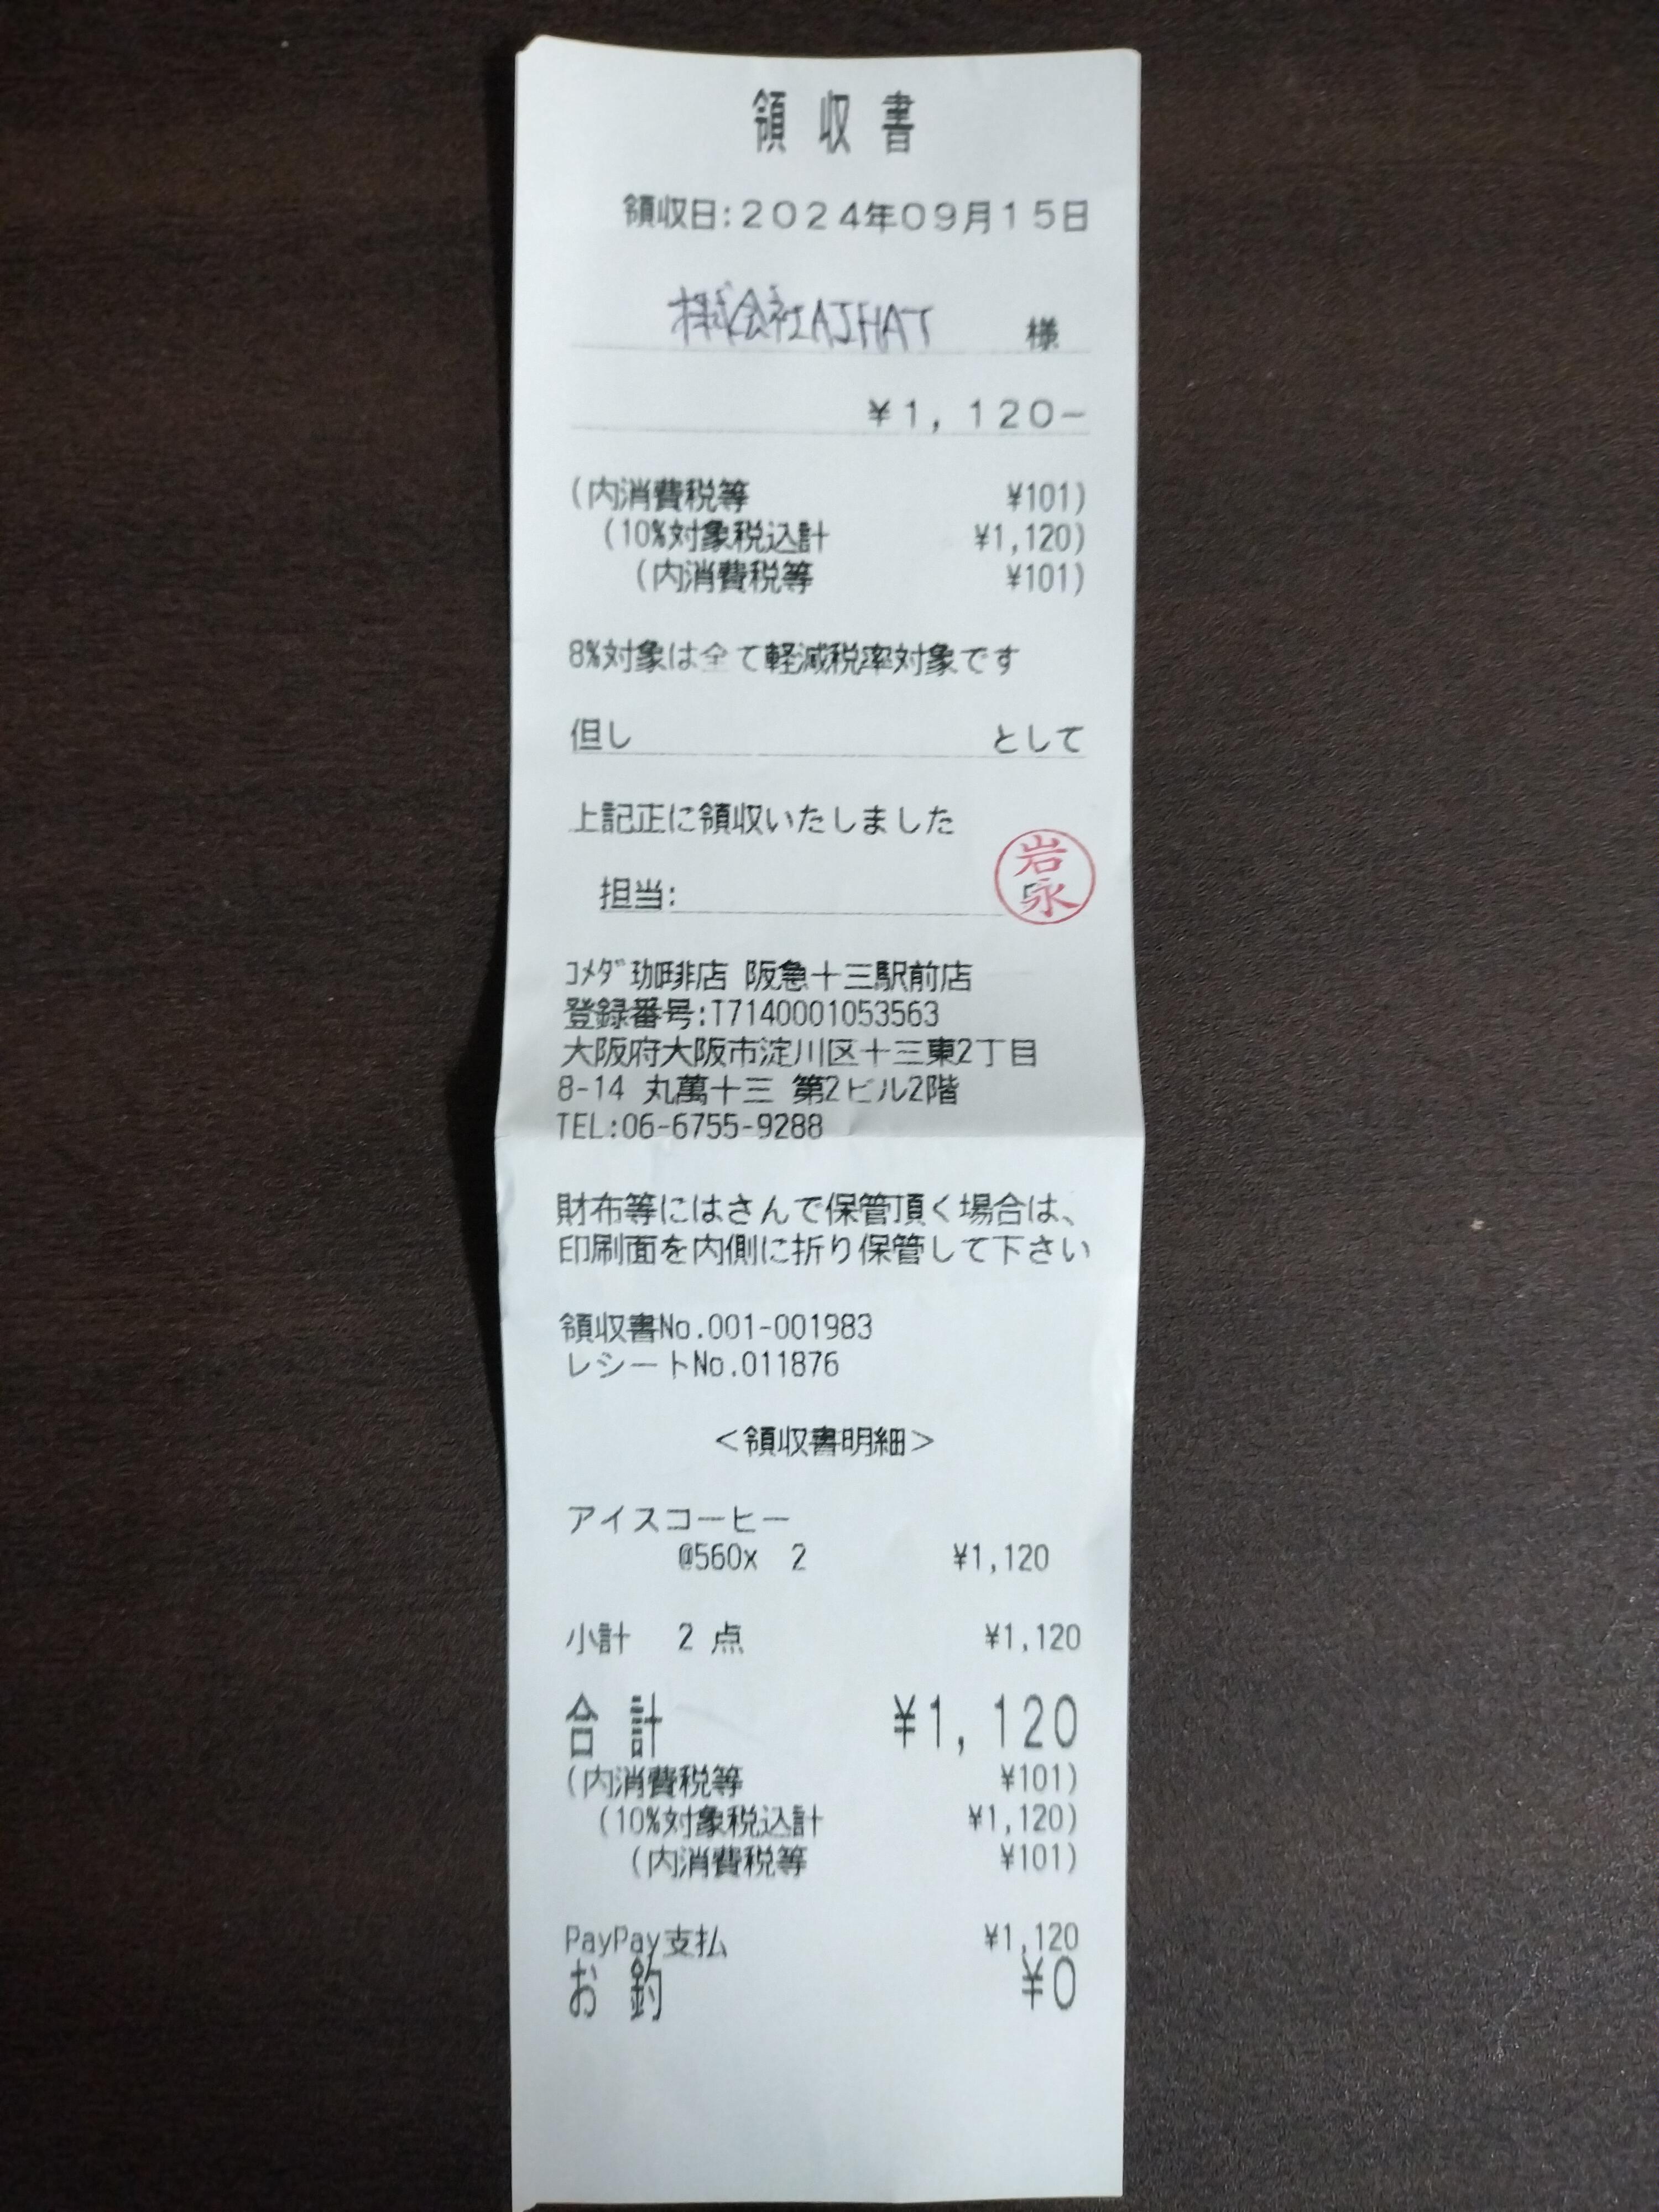 領収書
領収日:2024年09月15日
株式会社AJHAT 様
¥1,120-
(内消費税等 ¥101)
(10%対象税込計 ¥1,120)
(内消費税等 ¥101)
8%対象は全て軽減税率対象です
但し として
上記正に領収いたしました
担当:
岩永
ｺﾒﾀﾞ珈琲店 阪急十三駅前店
登録番号:T7140001053563
大阪府大阪市淀川区十三東2丁目
8-14 丸萬十三 第2ビル2階
TEL:06-6755-9288
財布等にはさんで保管頂く場合は、
印刷面を内側に折り保管して下さい
領収書No.001-001983
レシートNo.011876
<領収書明細>
アイスコーヒー
@560x 2 ¥1,120
小計 2 点 ¥1,120
合計 ¥1,120
(内消費税等 ¥101)
(10%対象税込計 ¥1,120)
(内消費税等 ¥101)
PayPay支払 ¥1,120
お釣 ¥0